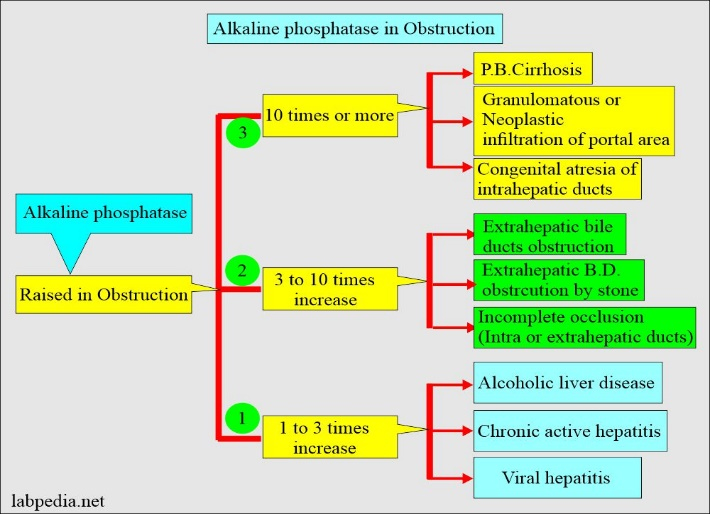 Alkaline phosphatase in Obstruction
P.B.Cirrhosis
3
10 times or more
Granulomatous or
Neoplastic
infiltration of portal area
Congenital atresia of
intrahepatic ducts
Alkaline phosphatase
Raised in Obstruction
2
3 to 10 times
increase
Extrahepatic bile
ducts obstruction
Extrahepatic B.D.
obstrcution by stone
Incomplete occlusion
(Intra or extrahepatic ducts)
1
1 to 3 times
increase
Alcoholic liver disease
Chronic active hepatitis
Viral hepatitis
labpedia.net